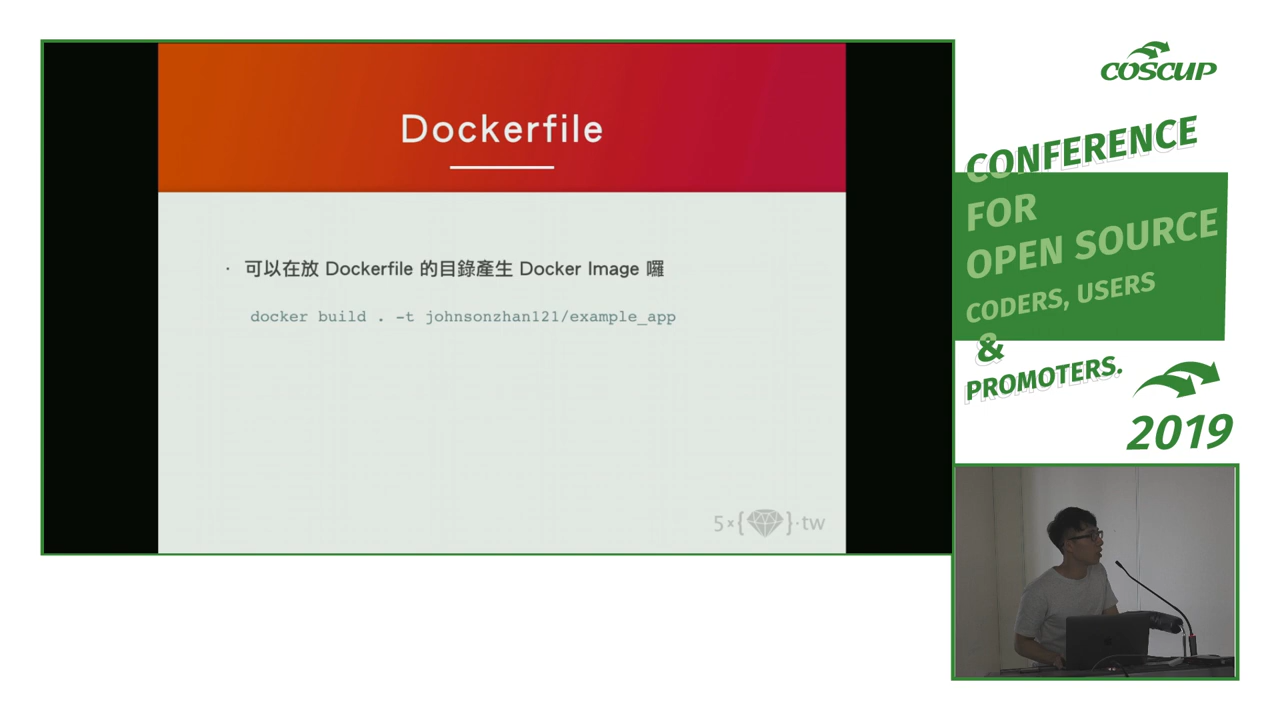 Dockerfile
· 可以在放 Dockerfile 的目錄產生 Docker Image 囉
docker build . -t johnsonzhan121/example_app
5×{ }·tw
COSCUP
CONFERENCE
FOR
OPEN SOURCE
CODERS, USERS
&
PROMOTERS.
2019